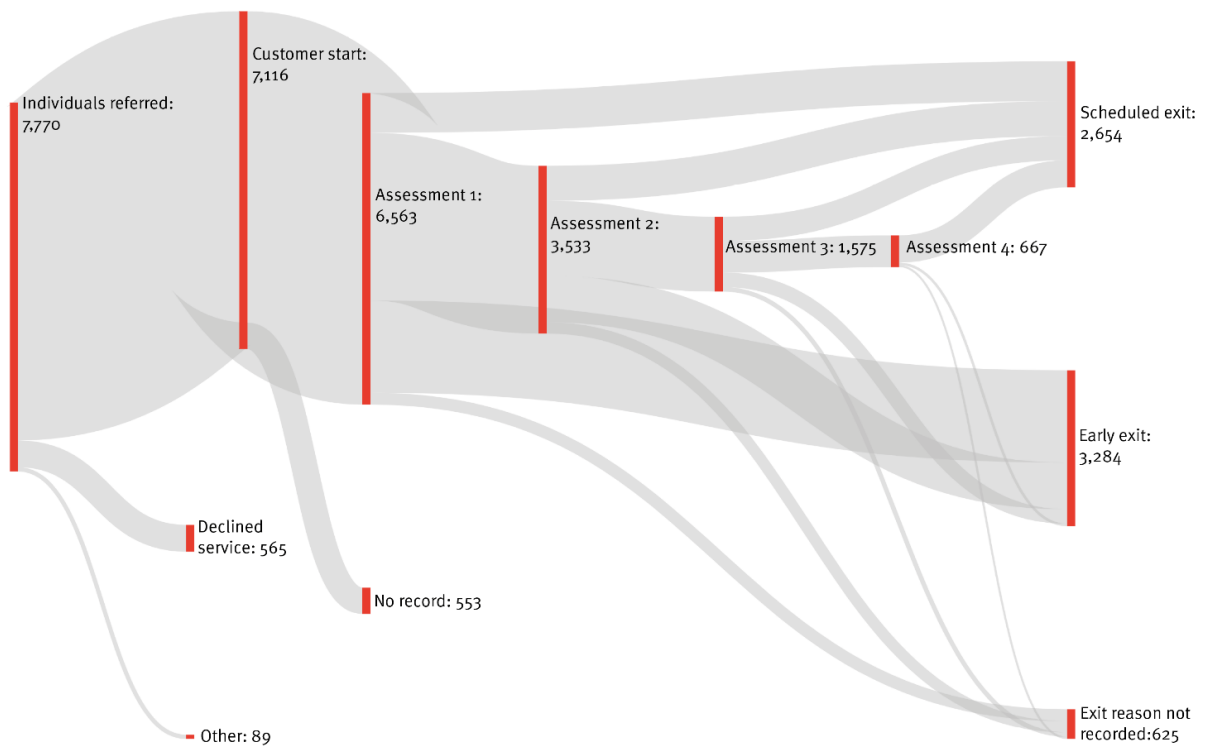 Individuals referred:
7,770
Customer start:
7,116
Assessment 1:
6,563
Assessment 2:
3,533
Assessment 3: 1,575
Assessment 4: 667
Scheduled exit:
2,654
Early exit:
3,284
Declined
service: 565
No record: 553
Other: 89
Exit reason not
recorded:625